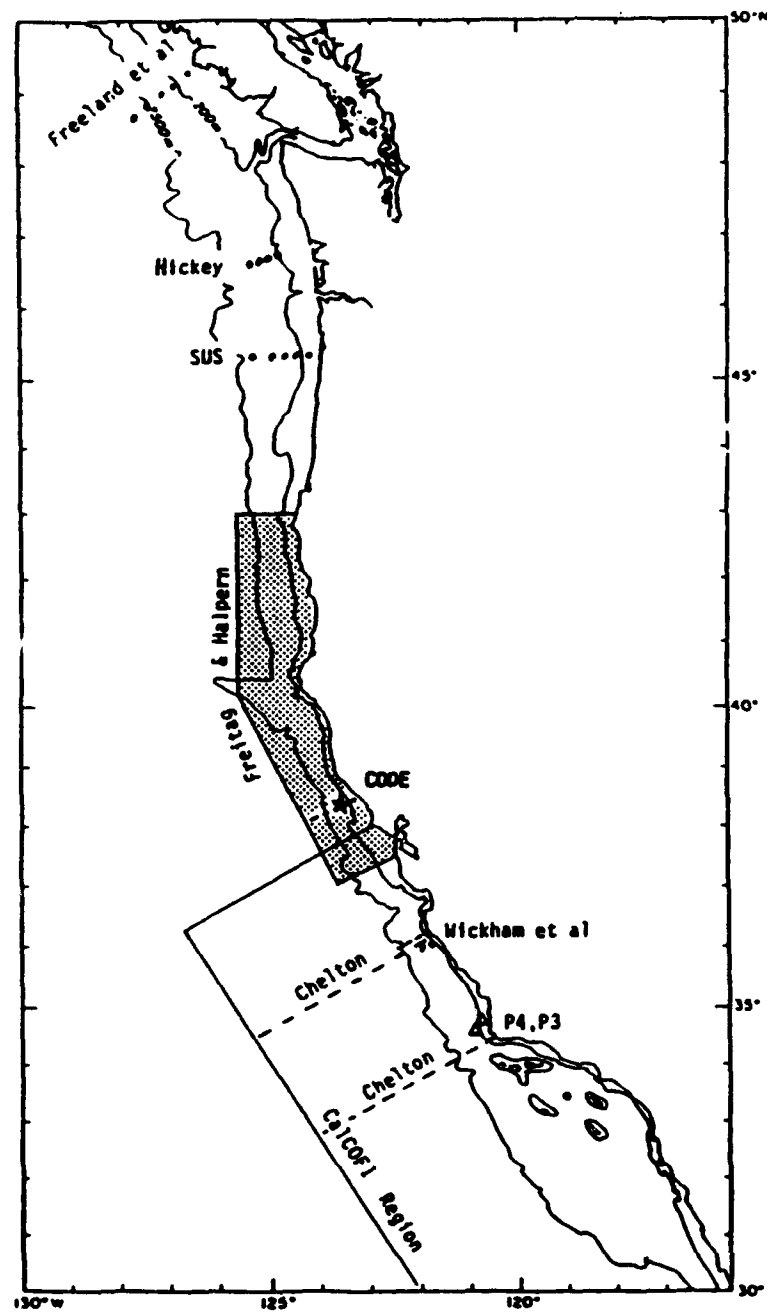 50°N
Freeland et al
200m
Hickey
SUS
45°
& Halpern
Freitag
40°
CODE
Wickham et al
Chelton
35°
P4,P3
Chelton
CalCOFI Region
130°W
125°
120°
30°